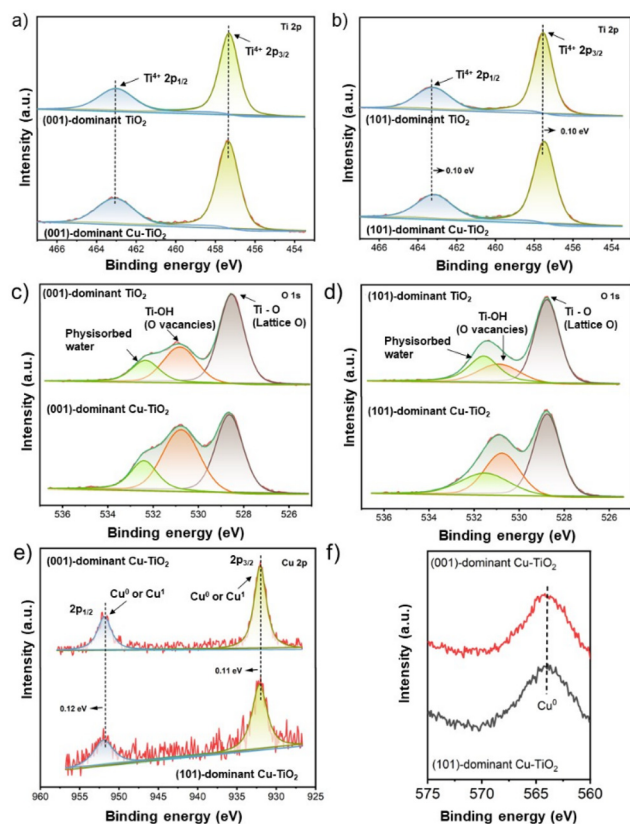 a)
Ti 2p
Ti⁴⁺ 2p₃/₂
Ti⁴⁺ 2p₁/₂
(001)-dominant TiO₂
(001)-dominant Cu-TiO₂
466 464 462 460 458 456 454
Binding energy (eV)
Intensity (a.u.)
b)
Ti 2p
Ti⁴⁺ 2p₃/₂
Ti⁴⁺ 2p₁/₂
(101)-dominant TiO₂
0.10 eV
0.10 eV
(101)-dominant Cu-TiO₂
466 464 462 460 458 456 454
Binding energy (eV)
Intensity (a.u.)
c)
(001)-dominant TiO₂
O 1s
Ti-OH
(O vacancies)
Ti - O
(Lattice O)
Physisorbed
water
(001)-dominant Cu-TiO₂
536 534 532 530 528 526
Binding energy (eV)
Intensity (a.u.)
d)
(101)-dominant TiO₂
O 1s
Ti-OH
(O vacancies)
Ti - O
(Lattice O)
Physisorbed
water
(101)-dominant Cu-TiO₂
536 534 532 530 528 526
Binding energy (eV)
Intensity (a.u.)
e)
(001)-dominant Cu-TiO₂
Cu 2p
2p₃/₂
2p₁/₂
Cu⁰ or Cu¹
Cu⁰ or Cu¹
0.11 eV
0.12 eV
(101)-dominant Cu-TiO₂
960 955 950 945 940 935 930 925
Binding energy (eV)
Intensity (a.u.)
f)
(001)-dominant Cu-TiO₂
Cu⁰
(101)-dominant Cu-TiO₂
575 570 565 560
Binding energy (eV)
Intensity (a.u.)